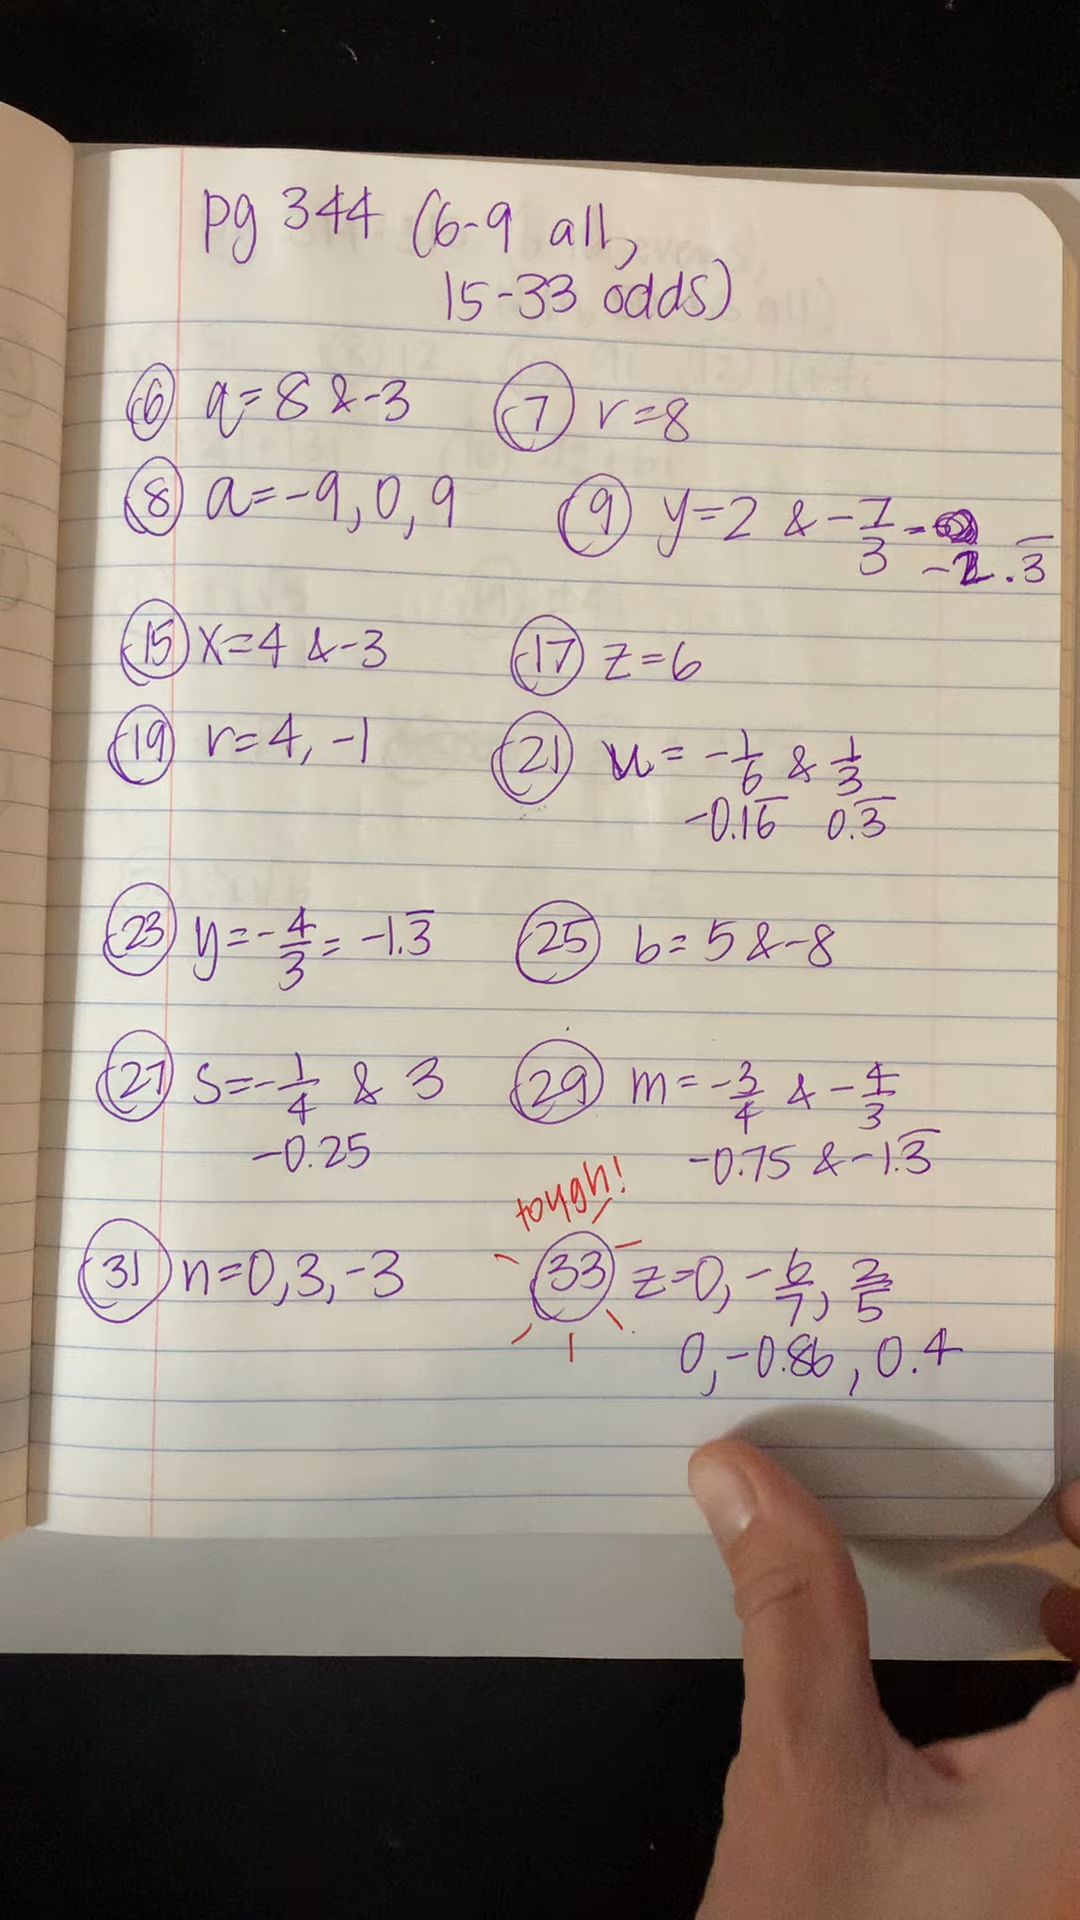 pg 344 (6-9 all,
15-33 odds)
6 q=8 & -3 7 r=8
8 a=-9, 0, 9 9 y=2 & -7/3 = -2.3̅
15 x=4 & -3 17 z=6
19 r=4, -1 21 u = -1/6 & 1/3
-0.16̅ 0.3̅
23 y=-4/3 = -1.3̅ 25 b=5 & -8
27 s=-1/4 & 3 29 m=-3/4 & -4/3
-0.25 -0.75 & -1.3̅
tough!
31 n=0, 3, -3 33 z=0, -6/7, 2/5
0, -0.86, 0.4